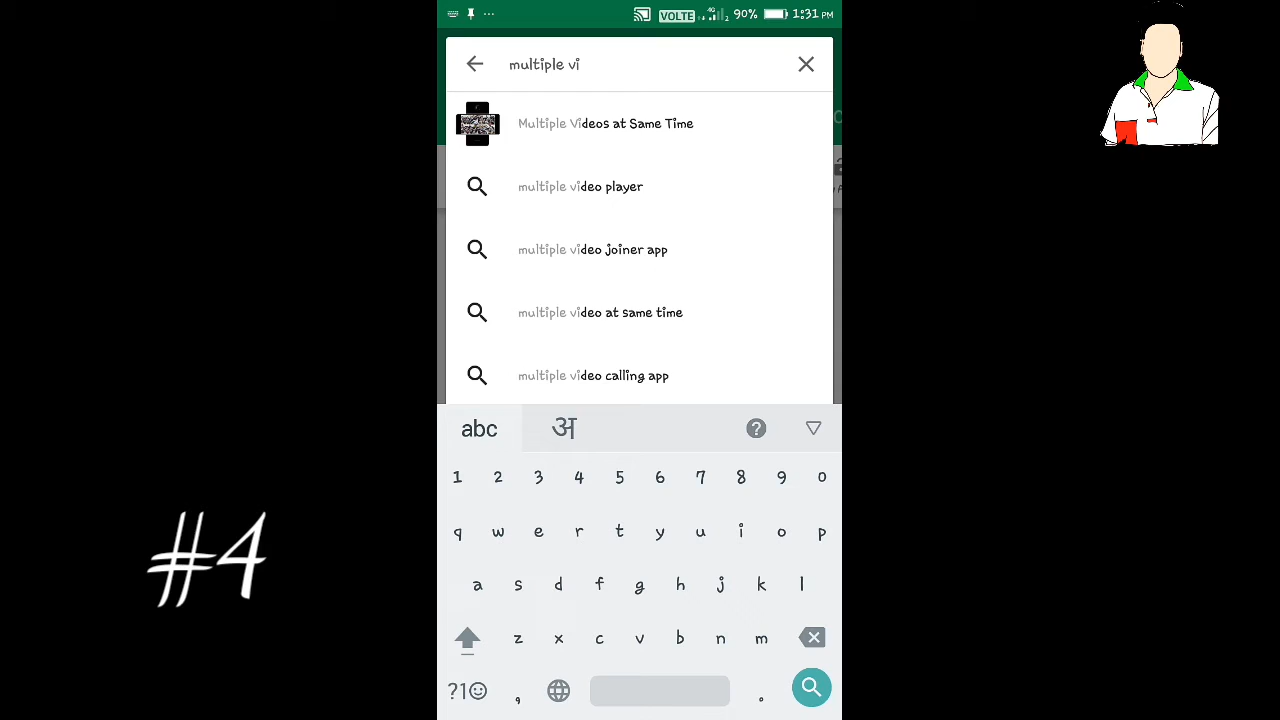 VOLTE 4G 2 90% 1:31 PM
multiple vi
Multiple Videos at Same Time
multiple video player
multiple video joiner app
multiple video at same time
multiple video calling app
abc अ ?
1 2 3 4 5 6 7 8 9 0
q w e r t y u i o p
a s d f g h j k l
z x c v b n m
?1 , .
#4